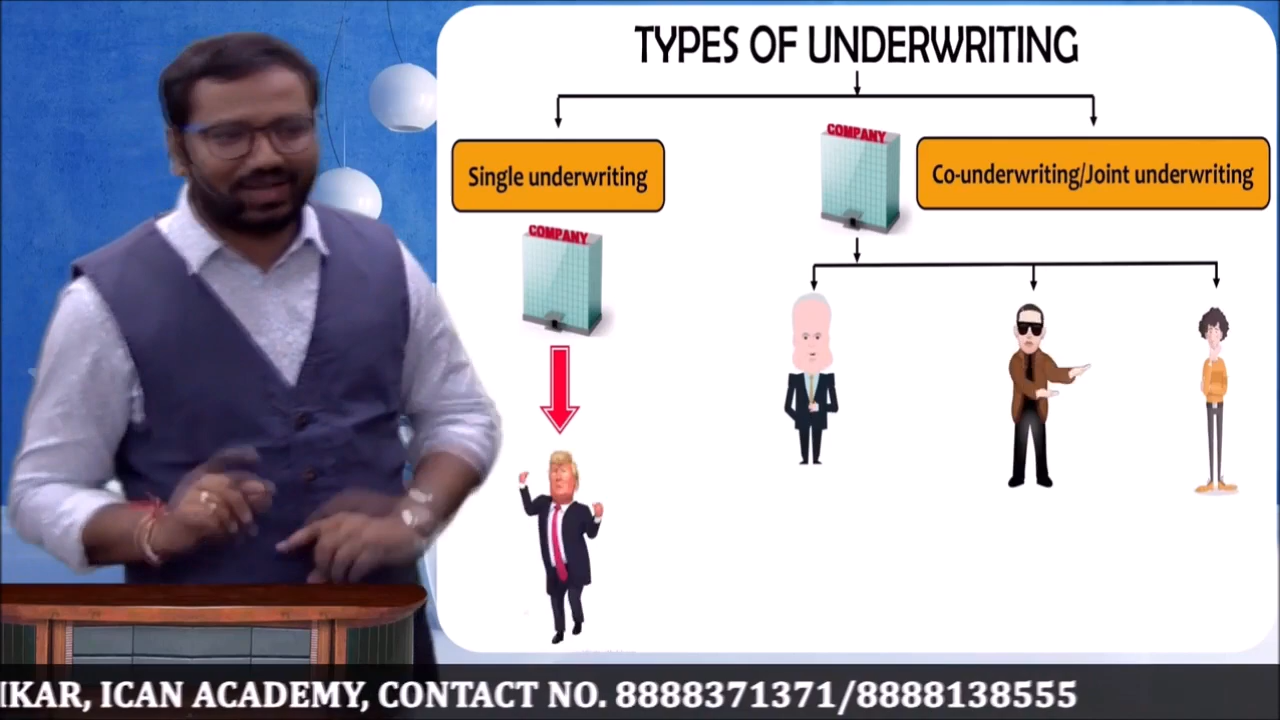 TYPES OF UNDERWRITING
Single underwriting
COMPANY
Co-underwriting/Joint underwriting
COMPANY
IKAR, ICAN ACADEMY, CONTACT NO. 8888371371/8888138555